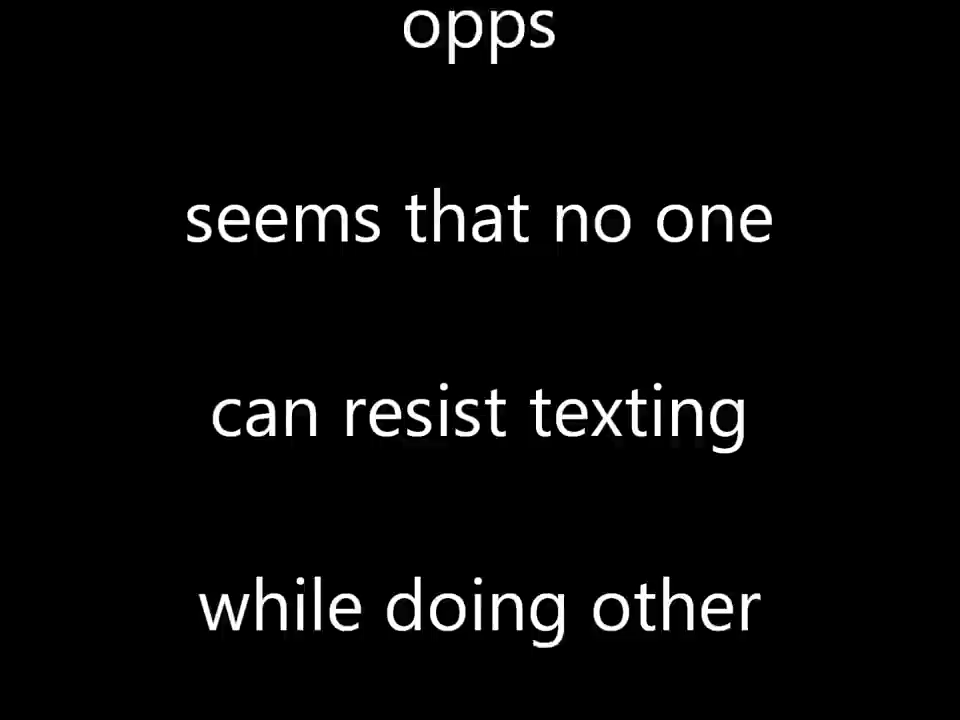 opps
seems that no one
can resist texting
while doing other